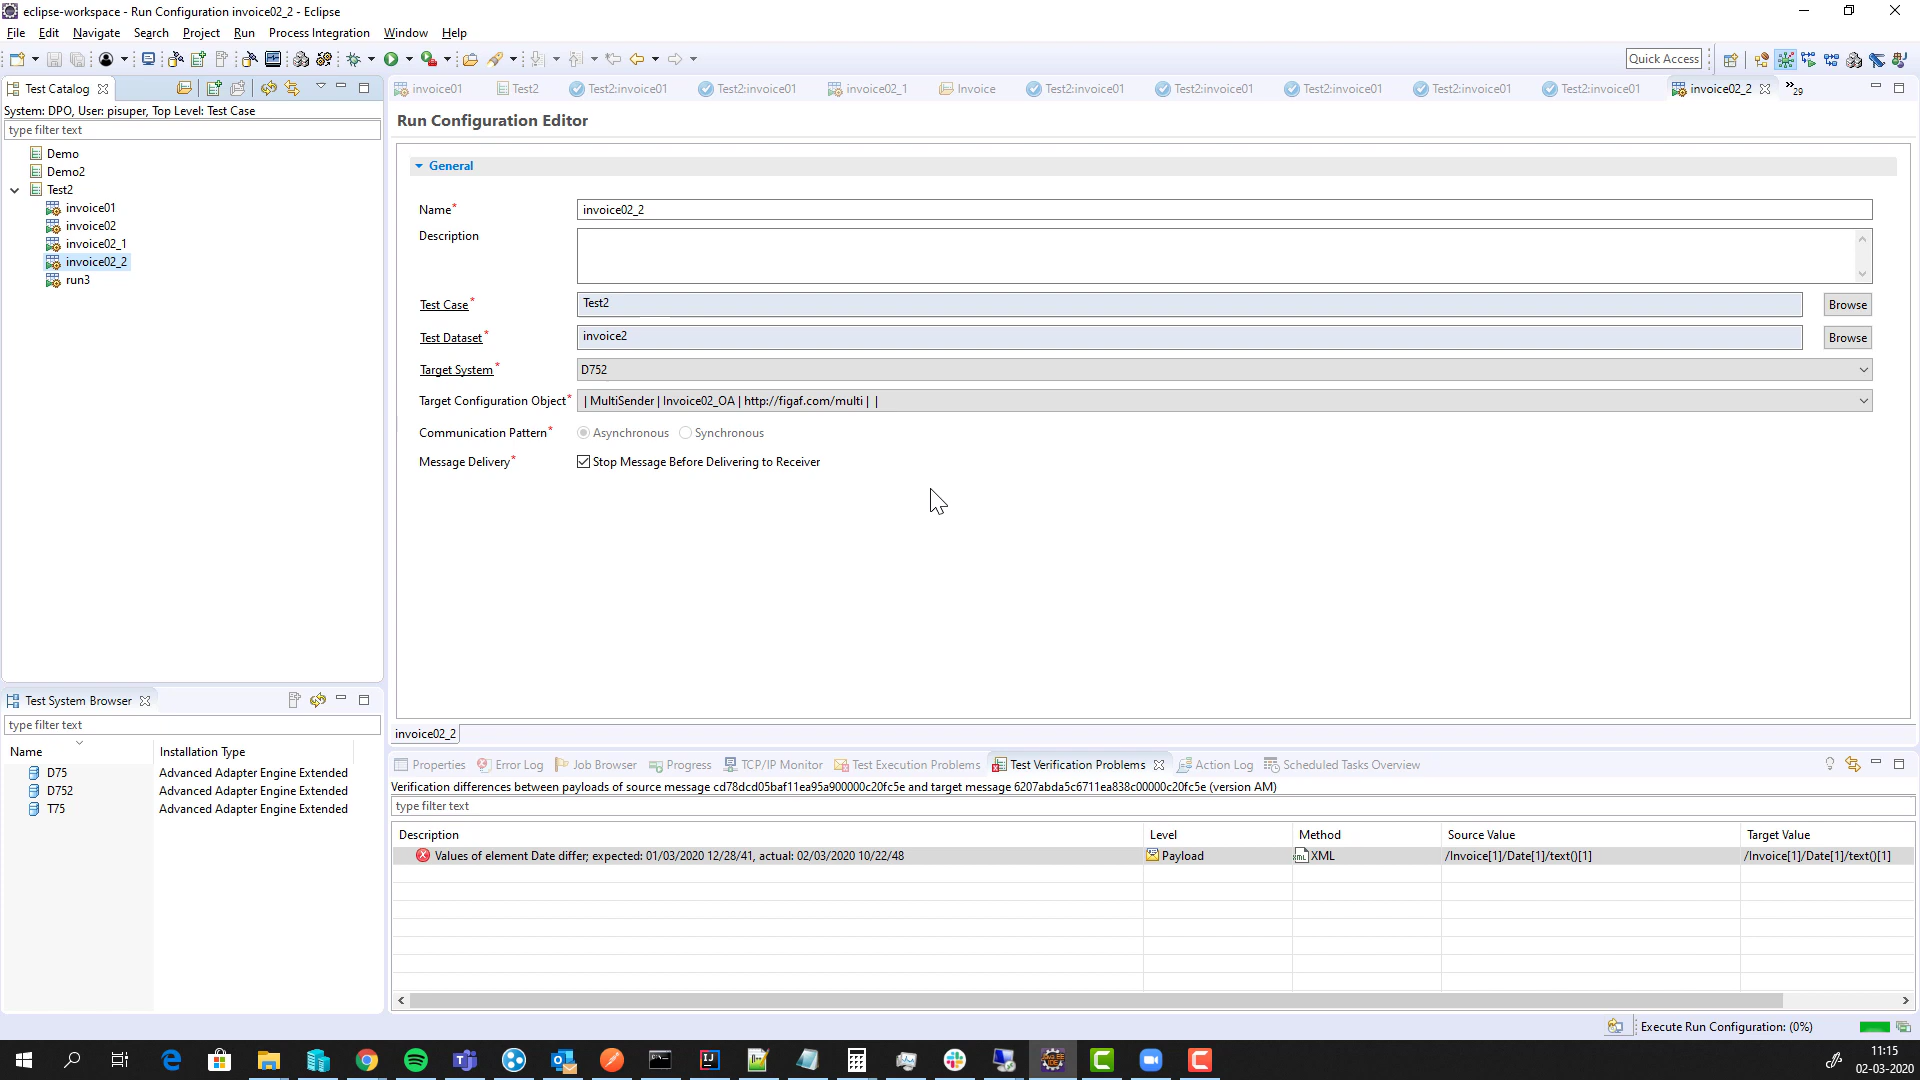 eclipse-workspace - Run Configuration invoice02_2 - Eclipse
File Edit Navigate Search Project Run Process Integration Window Help
Quick Access
Test Catalog
System: DPO, User: pisuper, Top Level: Test Case
type filter text
Demo
Demo2
Test2
invoice01
invoice02
invoice02_1
invoice02_2
run3
Test System Browser
type filter text
Name Installation Type
D75 Advanced Adapter Engine Extended
D752 Advanced Adapter Engine Extended
T75 Advanced Adapter Engine Extended
invoice01 Test2 Test2:invoice01 Test2:invoice01 invoice02_1 Invoice Test2:invoice01 Test2:invoice01 Test2:invoice01 Test2:invoice01 Test2:invoice01 invoice02_2 »29
Run Configuration Editor
General
Name* invoice02_2
Description
Test Case* Test2 Browse
Test Dataset* invoice2 Browse
Target System* D752
Target Configuration Object* | MultiSender | Invoice02_OA | http://figaf.com/multi | |
Communication Pattern* Asynchronous Synchronous
Message Delivery* Stop Message Before Delivering to Receiver
invoice02_2
Properties Error Log Job Browser Progress TCP/IP Monitor Test Execution Problems Test Verification Problems Action Log Scheduled Tasks Overview
Verification differences between payloads of source message cd78dcd05baf11ea95a900000c20fc5e and target message 6207abda5c6711ea838c00000c20fc5e (version AM)
type filter text
Description Level Method Source Value Target Value
Values of element Date differ; expected: 01/03/2020 12/28/41, actual: 02/03/2020 10/22/48 Payload XML /Invoice[1]/Date[1]/text()[1] /Invoice[1]/Date[1]/text()[1]
Execute Run Configuration: (0%)
11:15
02-03-2020